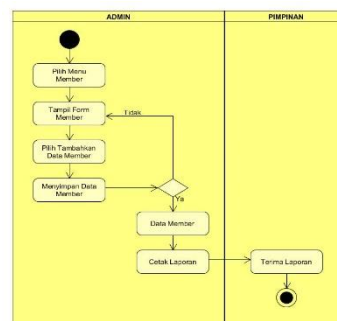 ADMIN
PIMPINAN
Pilih Menu
Member
Tampil Form
Member
Tidak
Pilih Tambahkan
Data Member
Menyimpan Data
Member
Ya
Data Member
Cetak Laporan
Terima Laporan